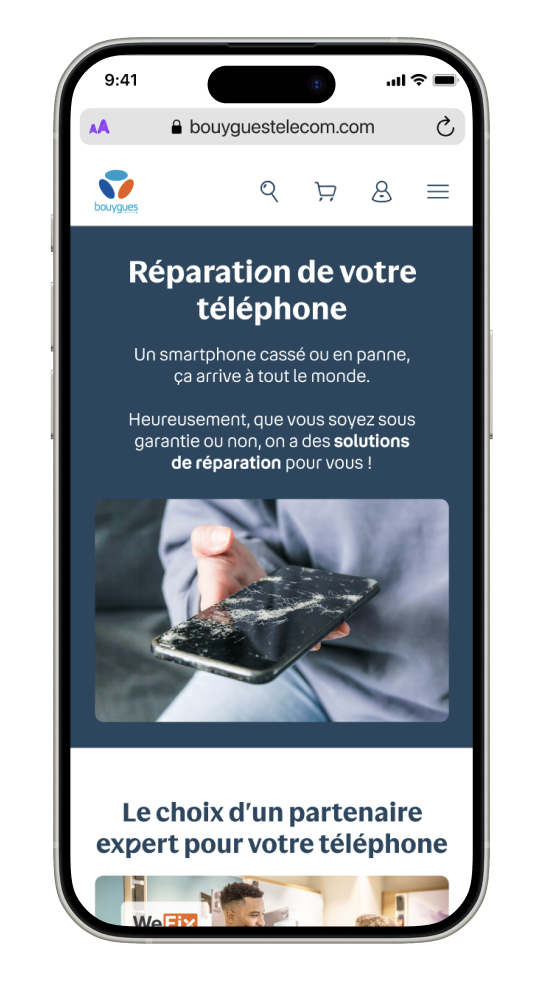 9:41
AA
bouyguestelecom.com
bouygues
Réparation de votre
téléphone
Un smartphone cassé ou en panne,
ça arrive à tout le monde.
Heureusement, que vous soyez sous
garantie ou non, on a des solutions
de réparation pour vous !
Le choix d'un partenaire
expert pour votre téléphone
WeFix